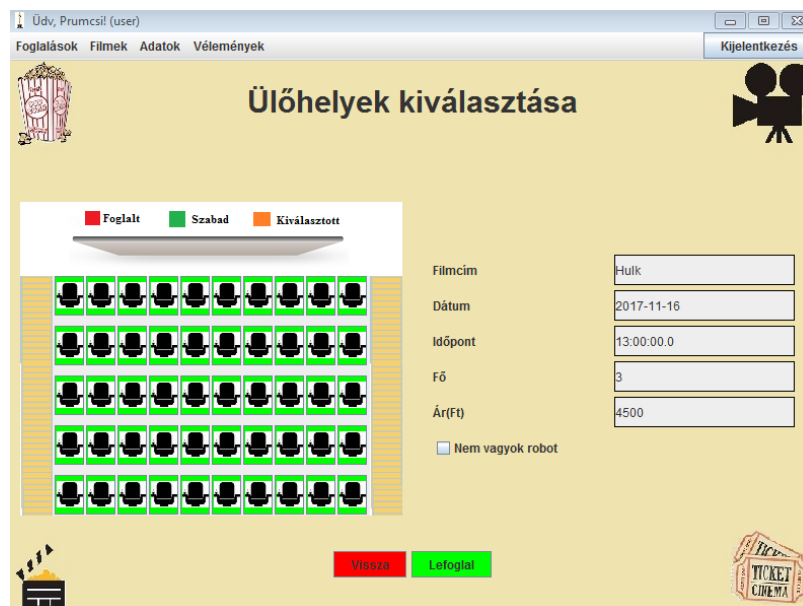 Üdv, Prumcsi! (user)
Foglalások Filmek Adatok Vélemények Kijelentkezés
Ülőhelyek kiválasztása
Foglalt Szabad Kiválasztott
Filmcím Hulk
Dátum 2017-11-16
Időpont 13:00:00.0
Fő 3
Ár(Ft) 4500
Nem vagyok robot
Vissza Lefoglal
TICKET
TICKET
CINEMA